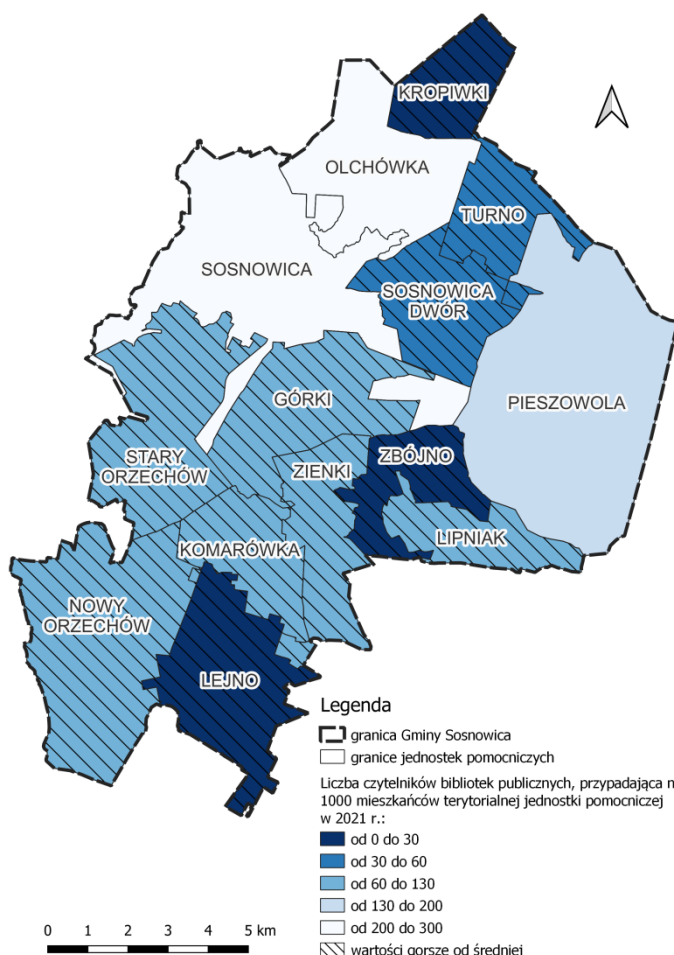 KROPIWKI
OLCHÓWKA
TURNO
SOSNOWICA
SOSNOWICA
DWÓR
GÓRKI
PIESZOWOLA
STARY
ORZECHÓW
ZIENKI
ZBÓJNO
KOMARÓWKA
LIPNIAK
NOWY
ORZECHÓW
LEJNO
Legenda
granica Gminy Sosnowica
granice jednostek pomocniczych
Liczba czytelników bibliotek publicznych, przypadająca n
1000 mieszkańców terytorialnej jednostki pomocniczej
w 2021 r.:
od 0 do 30
od 30 do 60
od 60 do 130
od 130 do 200
od 200 do 300
wartości gorsze od średniej
0 1 2 3 4 5 km